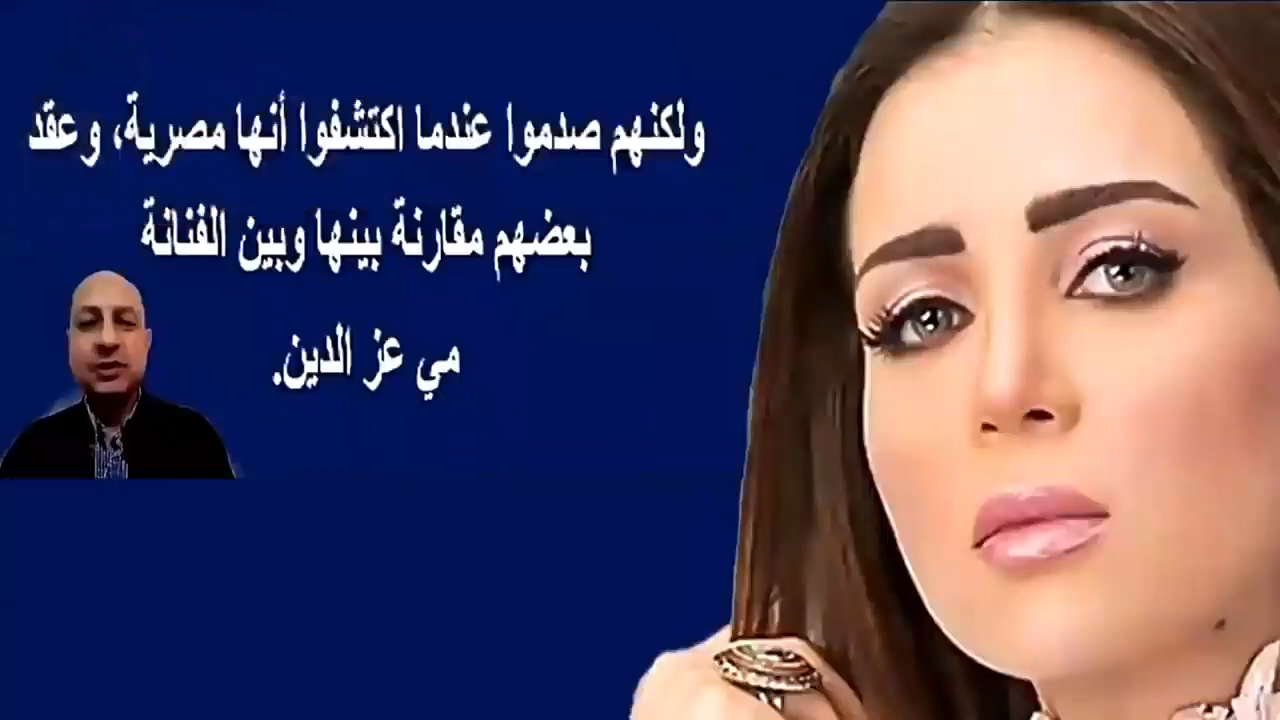 ولكنهم صدموا عندما اكتشفوا أنها مصرية، وعقد
بعضهم مقارنة بينها وبين الفنانة
مي عز الدين.